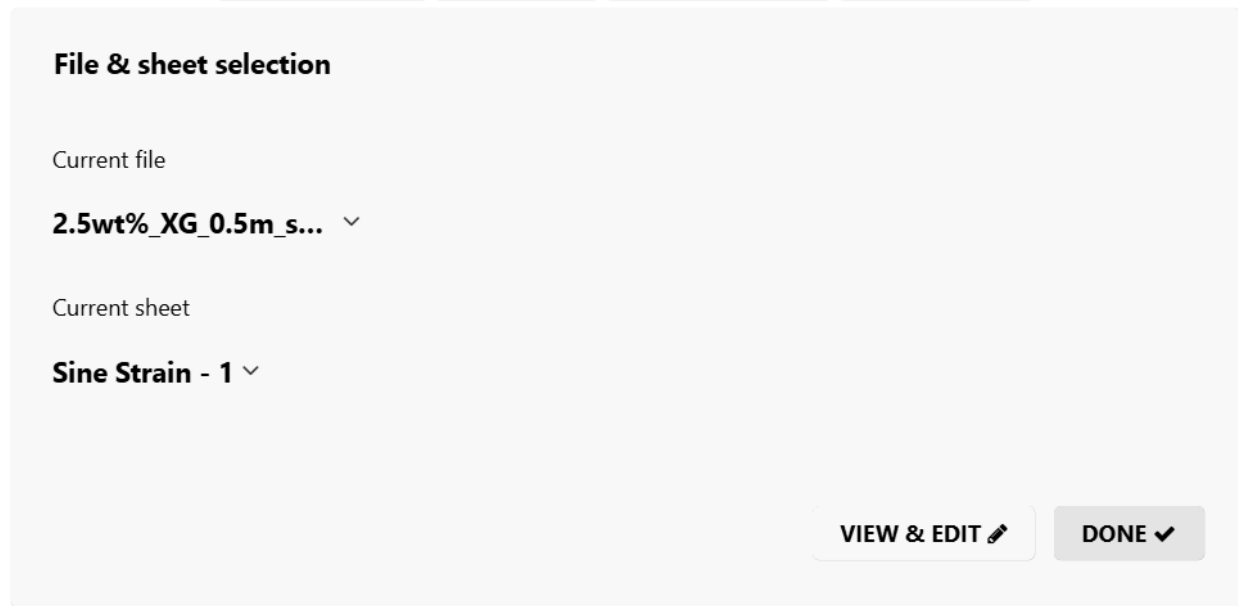 File & sheet selection
Current file
2.5wt%_XG_0.5m_s...
Current sheet
Sine Strain - 1
VIEW & EDIT
DONE